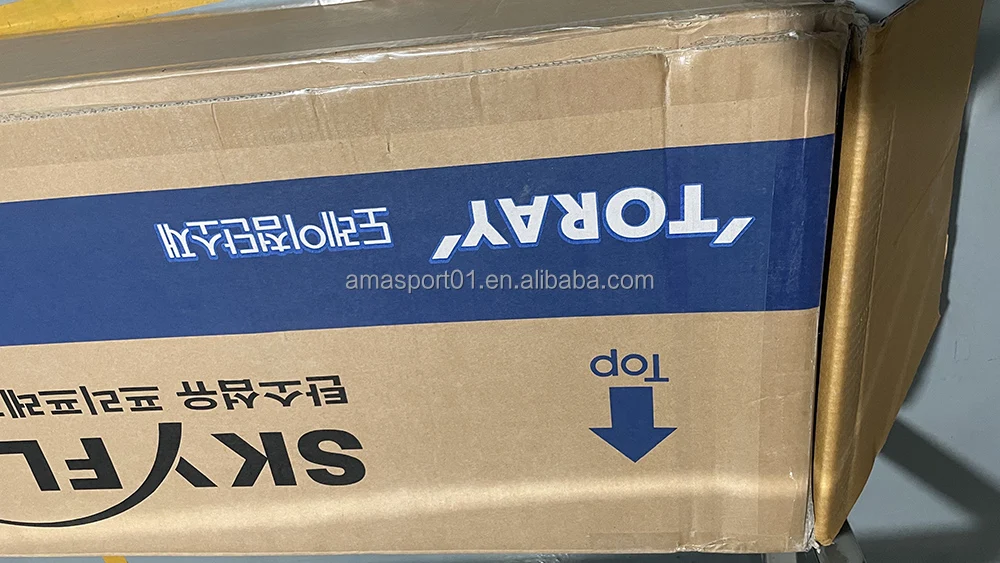 SKYFL
탄소섬유 프리프레
Top
'TORAY' 도레이첨단소재
amasport01.en.alibaba.com